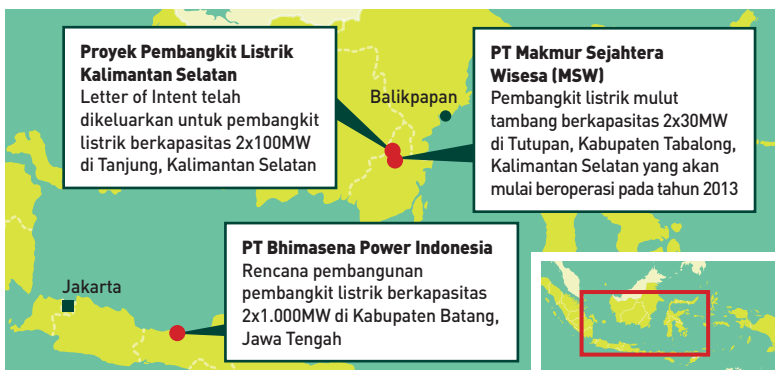 Proyek Pembangkit Listrik
Kalimantan Selatan
Letter of Intent telah
dikeluarkan untuk pembangkit
listrik berkapasitas 2x100MW
di Tanjung, Kalimantan Selatan
Balikpapan
PT Makmur Sejahtera
Wisesa (MSW)
Pembangkit listrik mulut
tambang berkapasitas 2x30MW
di Tutupan, Kabupaten Tabalong,
Kalimantan Selatan yang akan
mulai beroperasi pada tahun 2013
PT Bhimasena Power Indonesia
Rencana pembangunan
pembangkit listrik berkapasitas
2x1.000MW di Kabupaten Batang,
Jawa Tengah
Jakarta